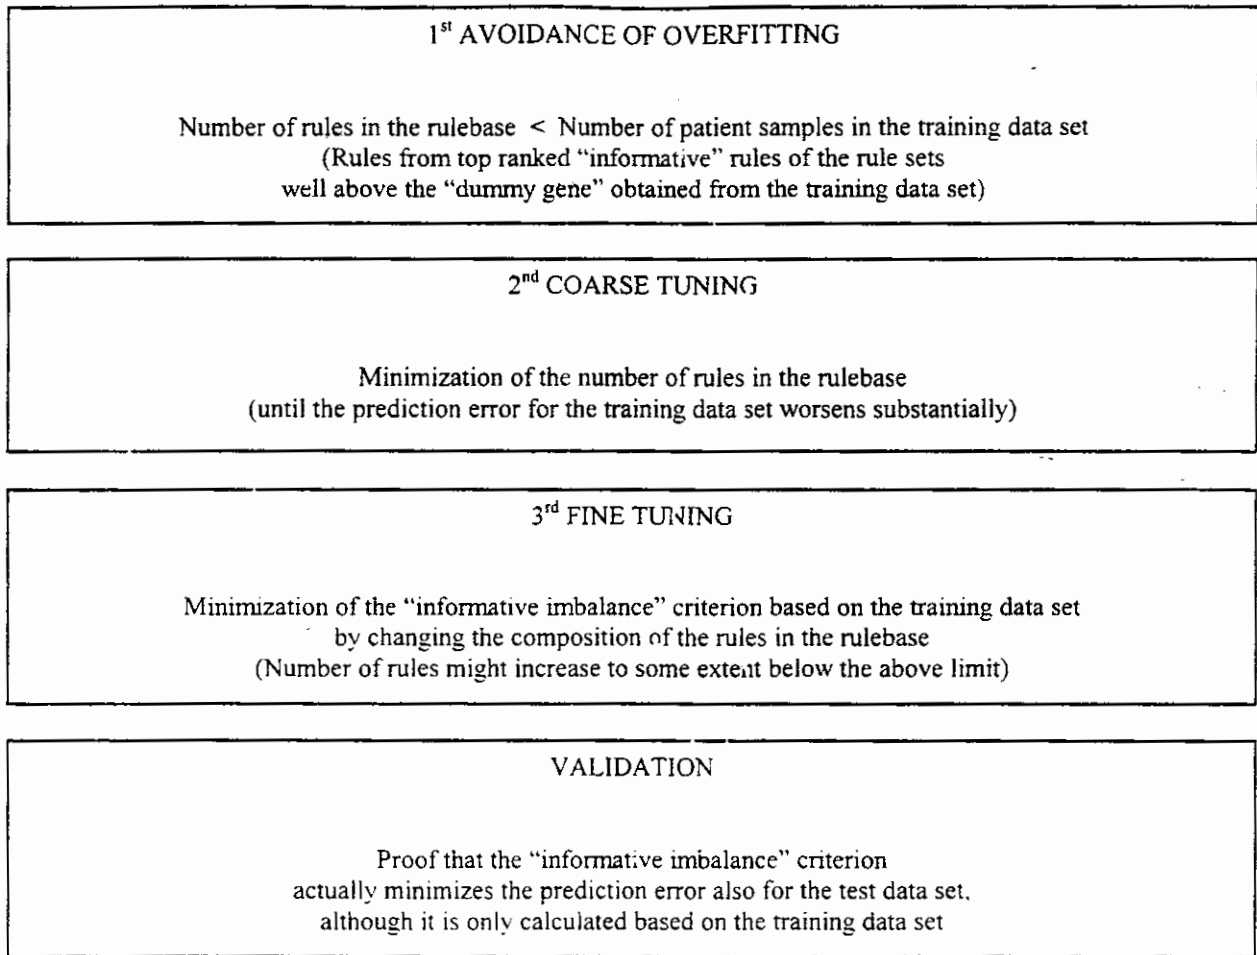 1st AVOIDANCE OF OVERFITTING
Number of rules in the rulebase < Number of patient samples in the training data set
(Rules from top ranked “informative” rules of the rule sets
well above the “dummy gene” obtained from the training data set)
2nd COARSE TUNING
Minimization of the number of rules in the rulebase
(until the prediction error for the training data set worsens substantially)
3rd FINE TUNING
Minimization of the “informative imbalance” criterion based on the training data set
by changing the composition of the rules in the rulebase
(Number of rules might increase to some extent below the above limit)
VALIDATION
Proof that the “informative imbalance” criterion
actually minimizes the prediction error also for the test data set,
although it is only calculated based on the training data set